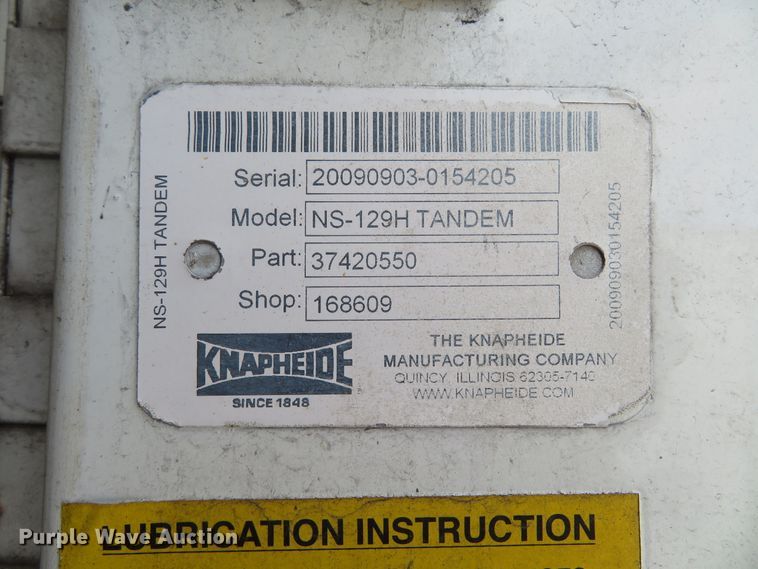 Serial: 20090903-0154205
Model: NS-129H TANDEM
Part: 37420550
Shop: 168609
NS-129H TANDEM
200909030154205
KNAPHEIDE
SINCE 1848
THE KNAPHEIDE
MANUFACTURING COMPANY
QUINCY, ILLINOIS 62305-7140
WWW.KNAPHEIDE.COM
LUBRICATION INSTRUCTION
Purple Wave Auction